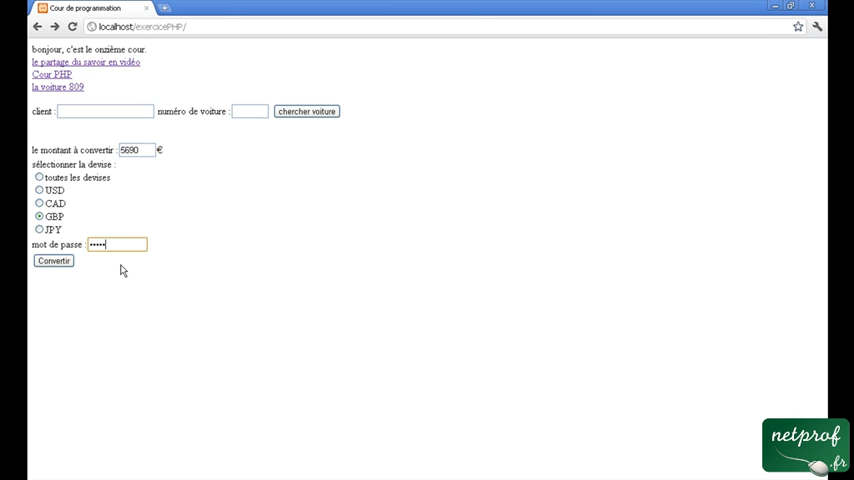 Cour de programmation
localhost/exercicePHP/
bonjour, c'est le onzième cour.
le partage du savoir en vidéo
Cour PHP
la voiture 809
client : numéro de voiture : chercher voiture
le montant à convertir : 5690 €
sélectionner la devise :
toutes les devises
USD
CAD
GBP
JPY
mot de passe : •••••
Convertir
netprof
.fr